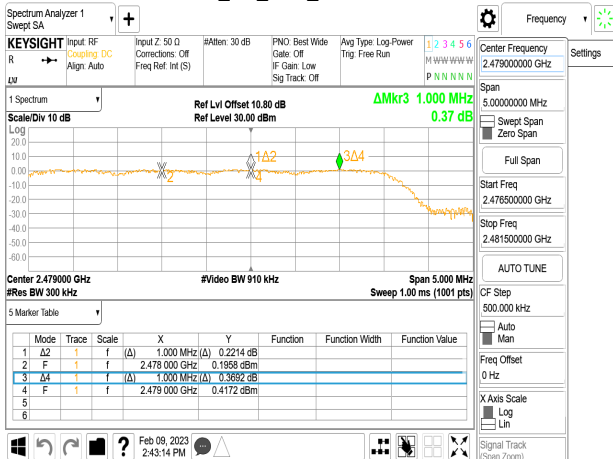 Spectrum Analyzer 1
Swept SA
Frequency
KEYSIGHT
Input: RF
Coupling: DC
Align: Auto
Input Z: 50 Ω
Corrections: Off
Freq Ref: Int (S)
#Atten: 30 dB
PNO: Best Wide
Gate: Off
IF Gain: Low
Sig Track: Off
Avg Type: Log-Power
Trig: Free Run
1 2 3 4 5 6
M W W W W W
P N N N N N
R
LXI
1 Spectrum
Scale/Div 10 dB
Ref Lvl Offset 10.80 dB
Ref Level 30.00 dBm
ΔMkr3 1.000 MHz
0.37 dB
Log
20.0
10.0
0.00
-10.0
-20.0
-30.0
-40.0
-50.0
-60.0
2
1Δ2
4
3Δ4
Center 2.479000 GHz
#Video BW 910 kHz
Span 5.000 MHz
#Res BW 300 kHz
Sweep 1.00 ms (1001 pts)
5 Marker Table
Mode Trace Scale X Y Function Function Width Function Value
1 Δ2 1 f (Δ) 1.000 MHz (Δ) 0.2214 dB
2 F 1 f 2.478 000 GHz 0.1958 dBm
3 Δ4 1 f (Δ) 1.000 MHz (Δ) 0.3692 dB
4 F 1 f 2.479 000 GHz 0.4172 dBm
5
6
Feb 09, 2023
2:43:14 PM
?
Center Frequency
2.479000000 GHz
Settings
Span
5.00000000 MHz
Swept Span
Zero Span
Full Span
Start Freq
2.476500000 GHz
Stop Freq
2.481500000 GHz
AUTO TUNE
CF Step
500.000 kHz
Auto
Man
Freq Offset
0 Hz
X Axis Scale
Log
Lin
Signal Track
(Span Zoom)